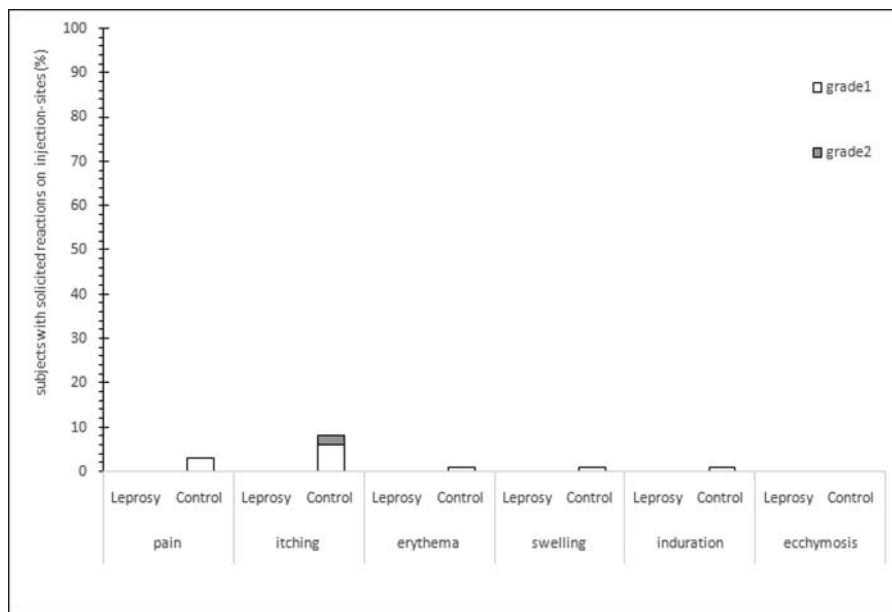 subjects with solicited reactions on injection-sites (%)
100
90
80
70
60
50
40
30
20
10
0
grade1
grade2
Leprosy Control Leprosy Control Leprosy Control Leprosy Control Leprosy Control Leprosy Control
pain itching erythema swelling induration ecchymosis